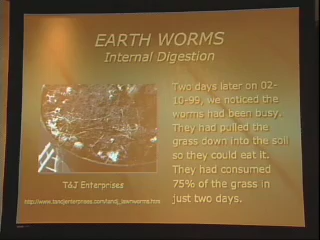 EARTH WORMS
Internal Digestion
Two days later on 02-
10-99, we noticed the
worms had been busy.
They had pulled the
grass down into the soil
so they could eat it.
They had consumed
75% of the grass in
just two days.
T&J Enterprises